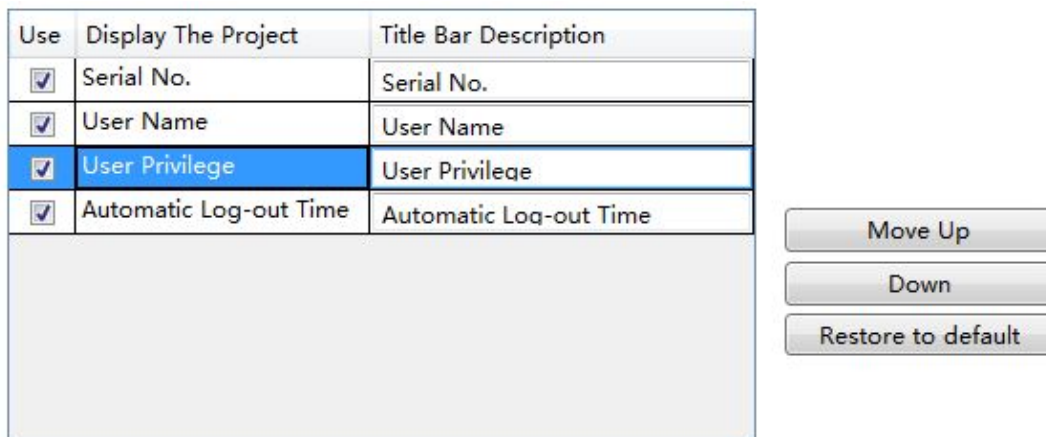 Use Display The Project Title Bar Description
Serial No. Serial No.
User Name User Name
User Privilege User Privilege
Automatic Log-out Time Automatic Log-out Time
Move Up
Down
Restore to default